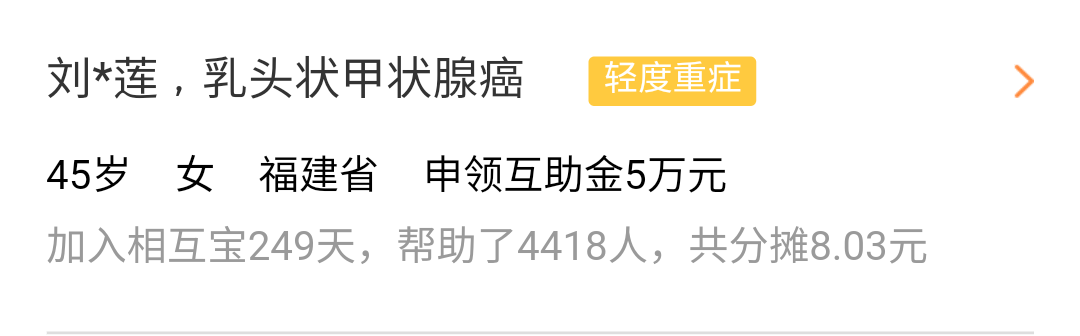 刘*莲，乳头状甲状腺癌 轻度重症
45岁 女 福建省 申领互助金5万元
加入相互宝249天，帮助了4418人，共分摊8.03元